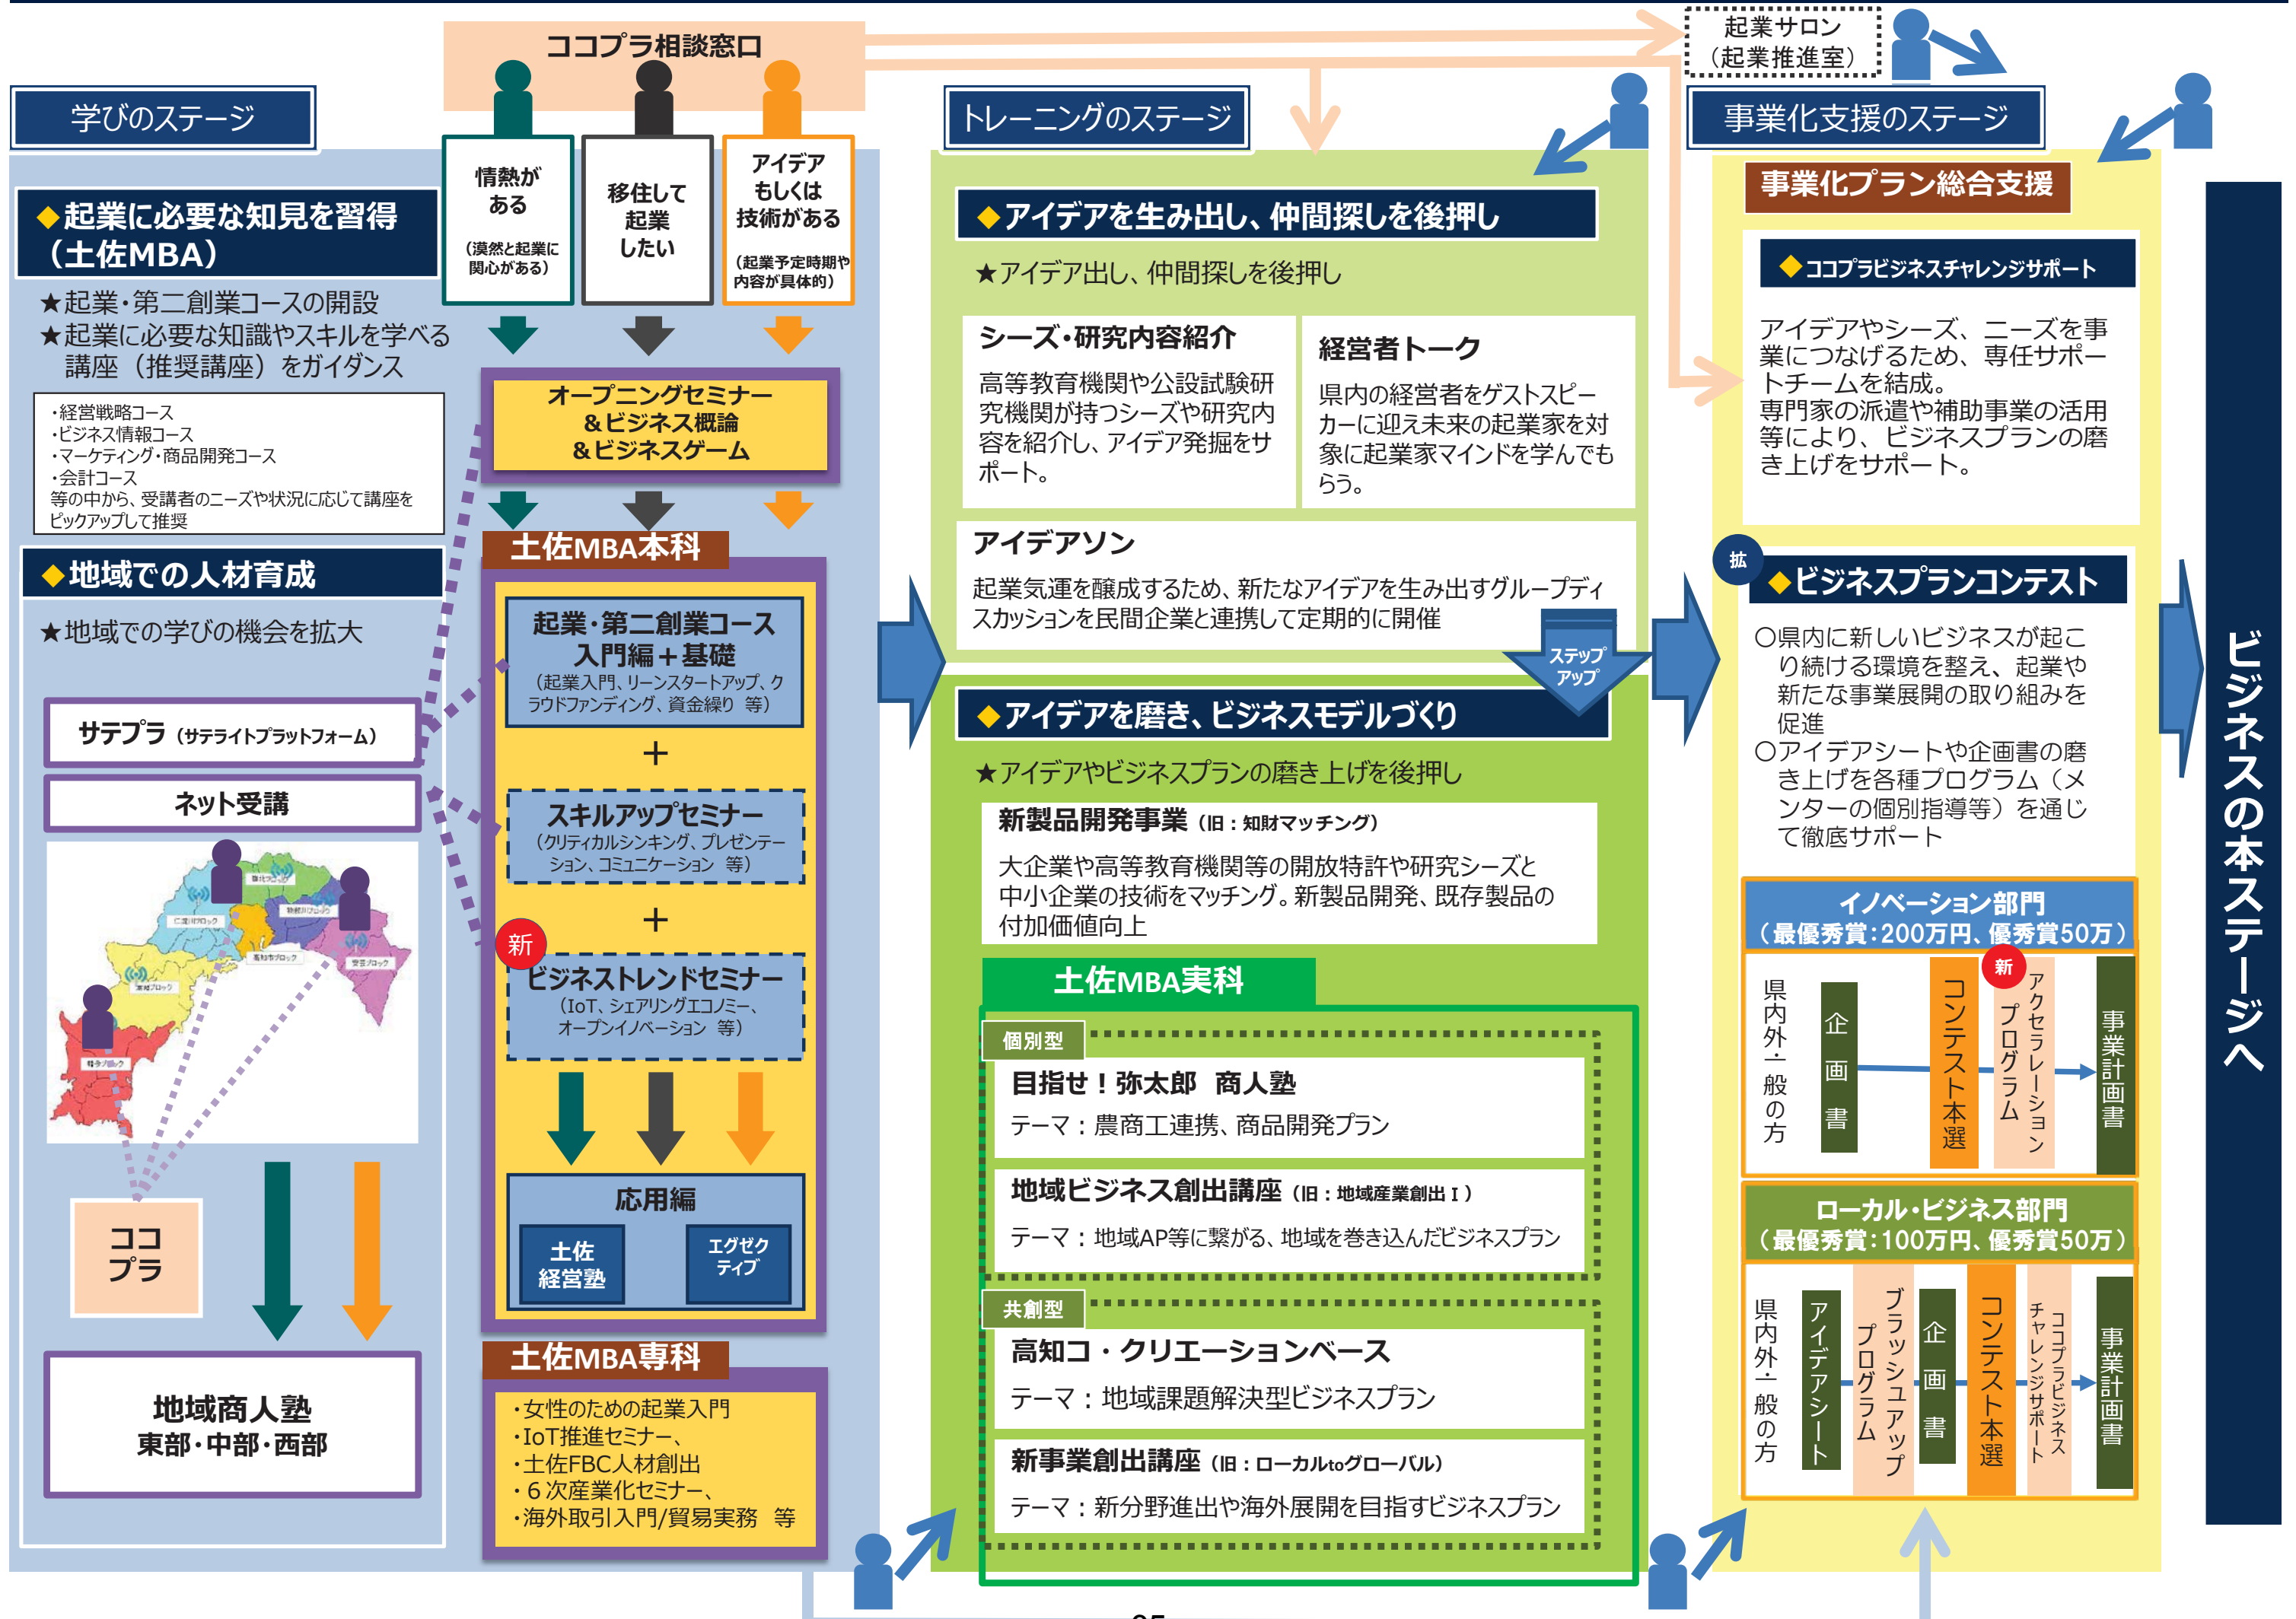 ココプラ相談窓口
起業サロン
（起業推進室）
学びのステージ
◆起業に必要な知見を習得
（土佐MBA）
★起業・第二創業コースの開設
★起業に必要な知識やスキルを学べる
講座（推奨講座）をガイダンス
・経営戦略コース
・ビジネス情報コース
・マーケティング・商品開発コース
・会計コース
等の中から、受講者のニーズや状況に応じて講座を
ピックアップして推奨
◆地域での人材育成
★地域での学びの機会を拡大
サテプラ（サテライトプラットフォーム）
ネット受講
嶺北ブロック
仁淀川ブロック
物部川ブロック
高知市ブロック
安芸ブロック
高幡ブロック
幡多ブロック
ココ
プラ
地域商人塾
東部・中部・西部
情熱が
ある
（漠然と起業に
関心がある）
移住して
起業
したい
アイデア
もしくは
技術がある
（起業予定時期や
内容が具体的）
オープニングセミナー
＆ビジネス概論
＆ビジネスゲーム
土佐MBA本科
起業・第二創業コース
入門編＋基礎
（起業入門、リーンスタートアップ、ク
ラウドファンディング、資金繰り 等）
＋
スキルアップセミナー
（クリティカルシンキング、プレゼンテー
ション、コミュニケーション 等）
＋
新
ビジネストレンドセミナー
（IoT、シェアリングエコノミー、
オープンイノベーション 等）
応用編
土佐
経営塾
エグゼク
ティブ
土佐MBA専科
・女性のための起業入門
・IoT推進セミナー、
・土佐FBC人材創出
・６次産業化セミナー、
・海外取引入門/貿易実務 等
トレーニングのステージ
◆アイデアを生み出し、仲間探しを後押し
★アイデア出し、仲間探しを後押し
シーズ・研究内容紹介
高等教育機関や公設試験研
究機関が持つシーズや研究内
容を紹介し、アイデア発掘をサ
ポート。
経営者トーク
県内の経営者をゲストスピー
カーに迎え未来の起業家を対
象に起業家マインドを学んでも
らう。
アイデアソン
起業気運を醸成するため、新たなアイデアを生み出すグループディ
スカッションを民間企業と連携して定期的に開催
ステップ
アップ
◆アイデアを磨き、ビジネスモデルづくり
★アイデアやビジネスプランの磨き上げを後押し
新製品開発事業（旧：知財マッチング）
大企業や高等教育機関等の開放特許や研究シーズと
中小企業の技術をマッチング。新製品開発、既存製品の
付加価値向上
土佐MBA実科
個別型
目指せ！弥太郎 商人塾
テーマ：農商工連携、商品開発プラン
地域ビジネス創出講座（旧：地域産業創出Ⅰ）
テーマ：地域AP等に繋がる、地域を巻き込んだビジネスプラン
共創型
高知コ・クリエーションベース
テーマ：地域課題解決型ビジネスプラン
新事業創出講座（旧：ローカルtoグローバル）
テーマ：新分野進出や海外展開を目指すビジネスプラン
事業化支援のステージ
事業化プラン総合支援
◆ココプラビジネスチャレンジサポート
アイデアやシーズ、ニーズを事
業につなげるため、専任サポー
トチームを結成。
専門家の派遣や補助事業の活用
等により、ビジネスプランの磨
き上げをサポート。
拡
◆ビジネスプランコンテスト
○県内に新しいビジネスが起こ
り続ける環境を整え、起業や
新たな事業展開の取り組みを
促進
○アイデアシートや企画書の磨
き上げを各種プログラム（メ
ンターの個別指導等）を通じ
て徹底サポート
イノベーション部門
（最優秀賞：200万円、優秀賞50万）
県内外一般の方
企画書
コンテスト本選
新
アクセラレーション
プログラム
事業計画書
ローカル・ビジネス部門
（最優秀賞：100万円、優秀賞50万）
県内外一般の方
アイデアシート
ブラッシュアップ
プログラム
企画書
コンテスト本選
ココプラビジネス
チャレンジサポート
事業計画書
ビジネスの本ステージへ